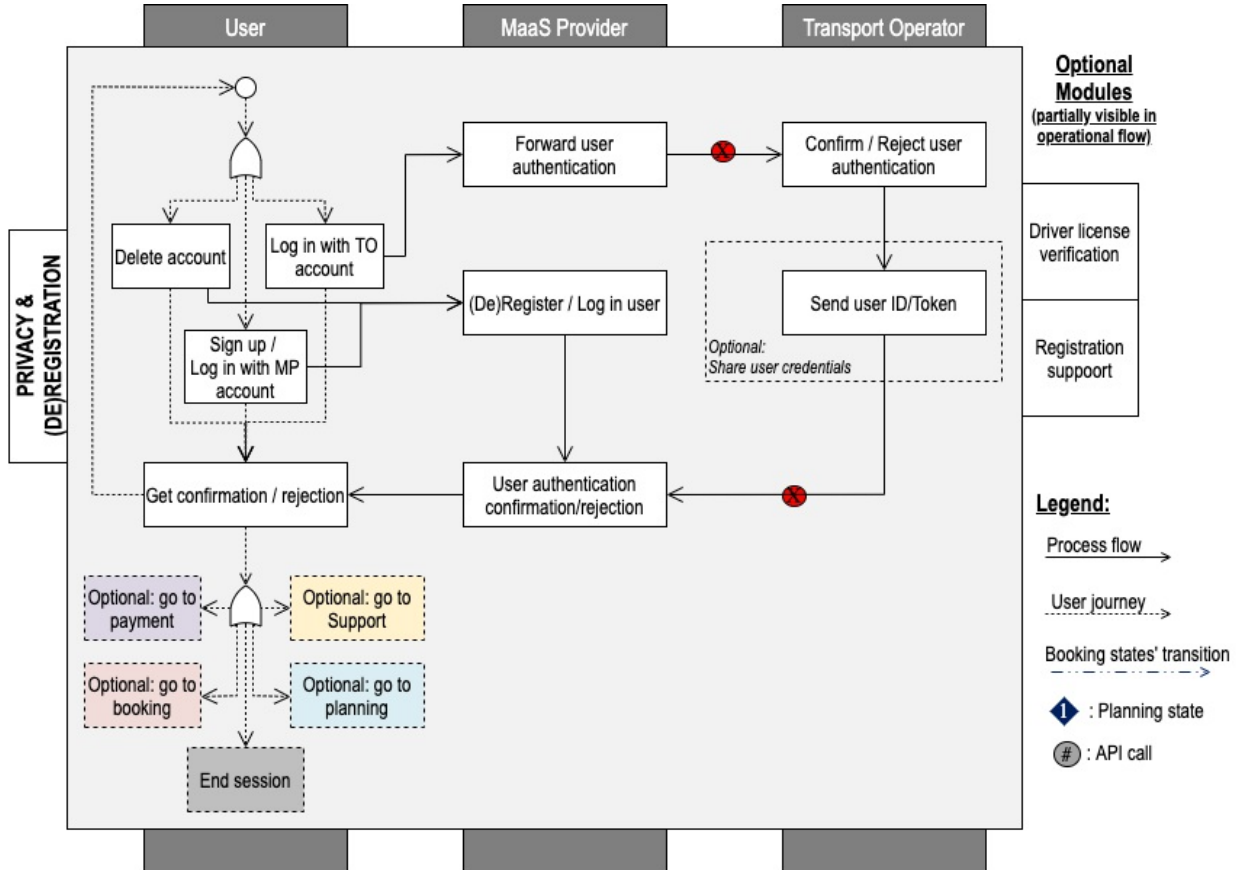 User
MaaS Provider
Transport Operator
Optional
Modules
(partially visible in
operational flow)
Forward user
authentication
X
Confirm / Reject user
authentication
Delete account
Log in with TO
account
PRIVACY &
(DE)REGISTRATION
(De)Register / Log in user
Send user ID/Token
Optional:
Share user credentials
Driver license
verification
Registration
suppoort
Sign up /
Log in with MP
account
Get confirmation / rejection
User authentication
confirmation/rejection
X
Optional: go to
payment
Optional: go to
Support
Optional: go to
booking
Optional: go to
planning
End session
Legend:
Process flow
User journey
Booking states' transition
1 : Planning state
# : API call